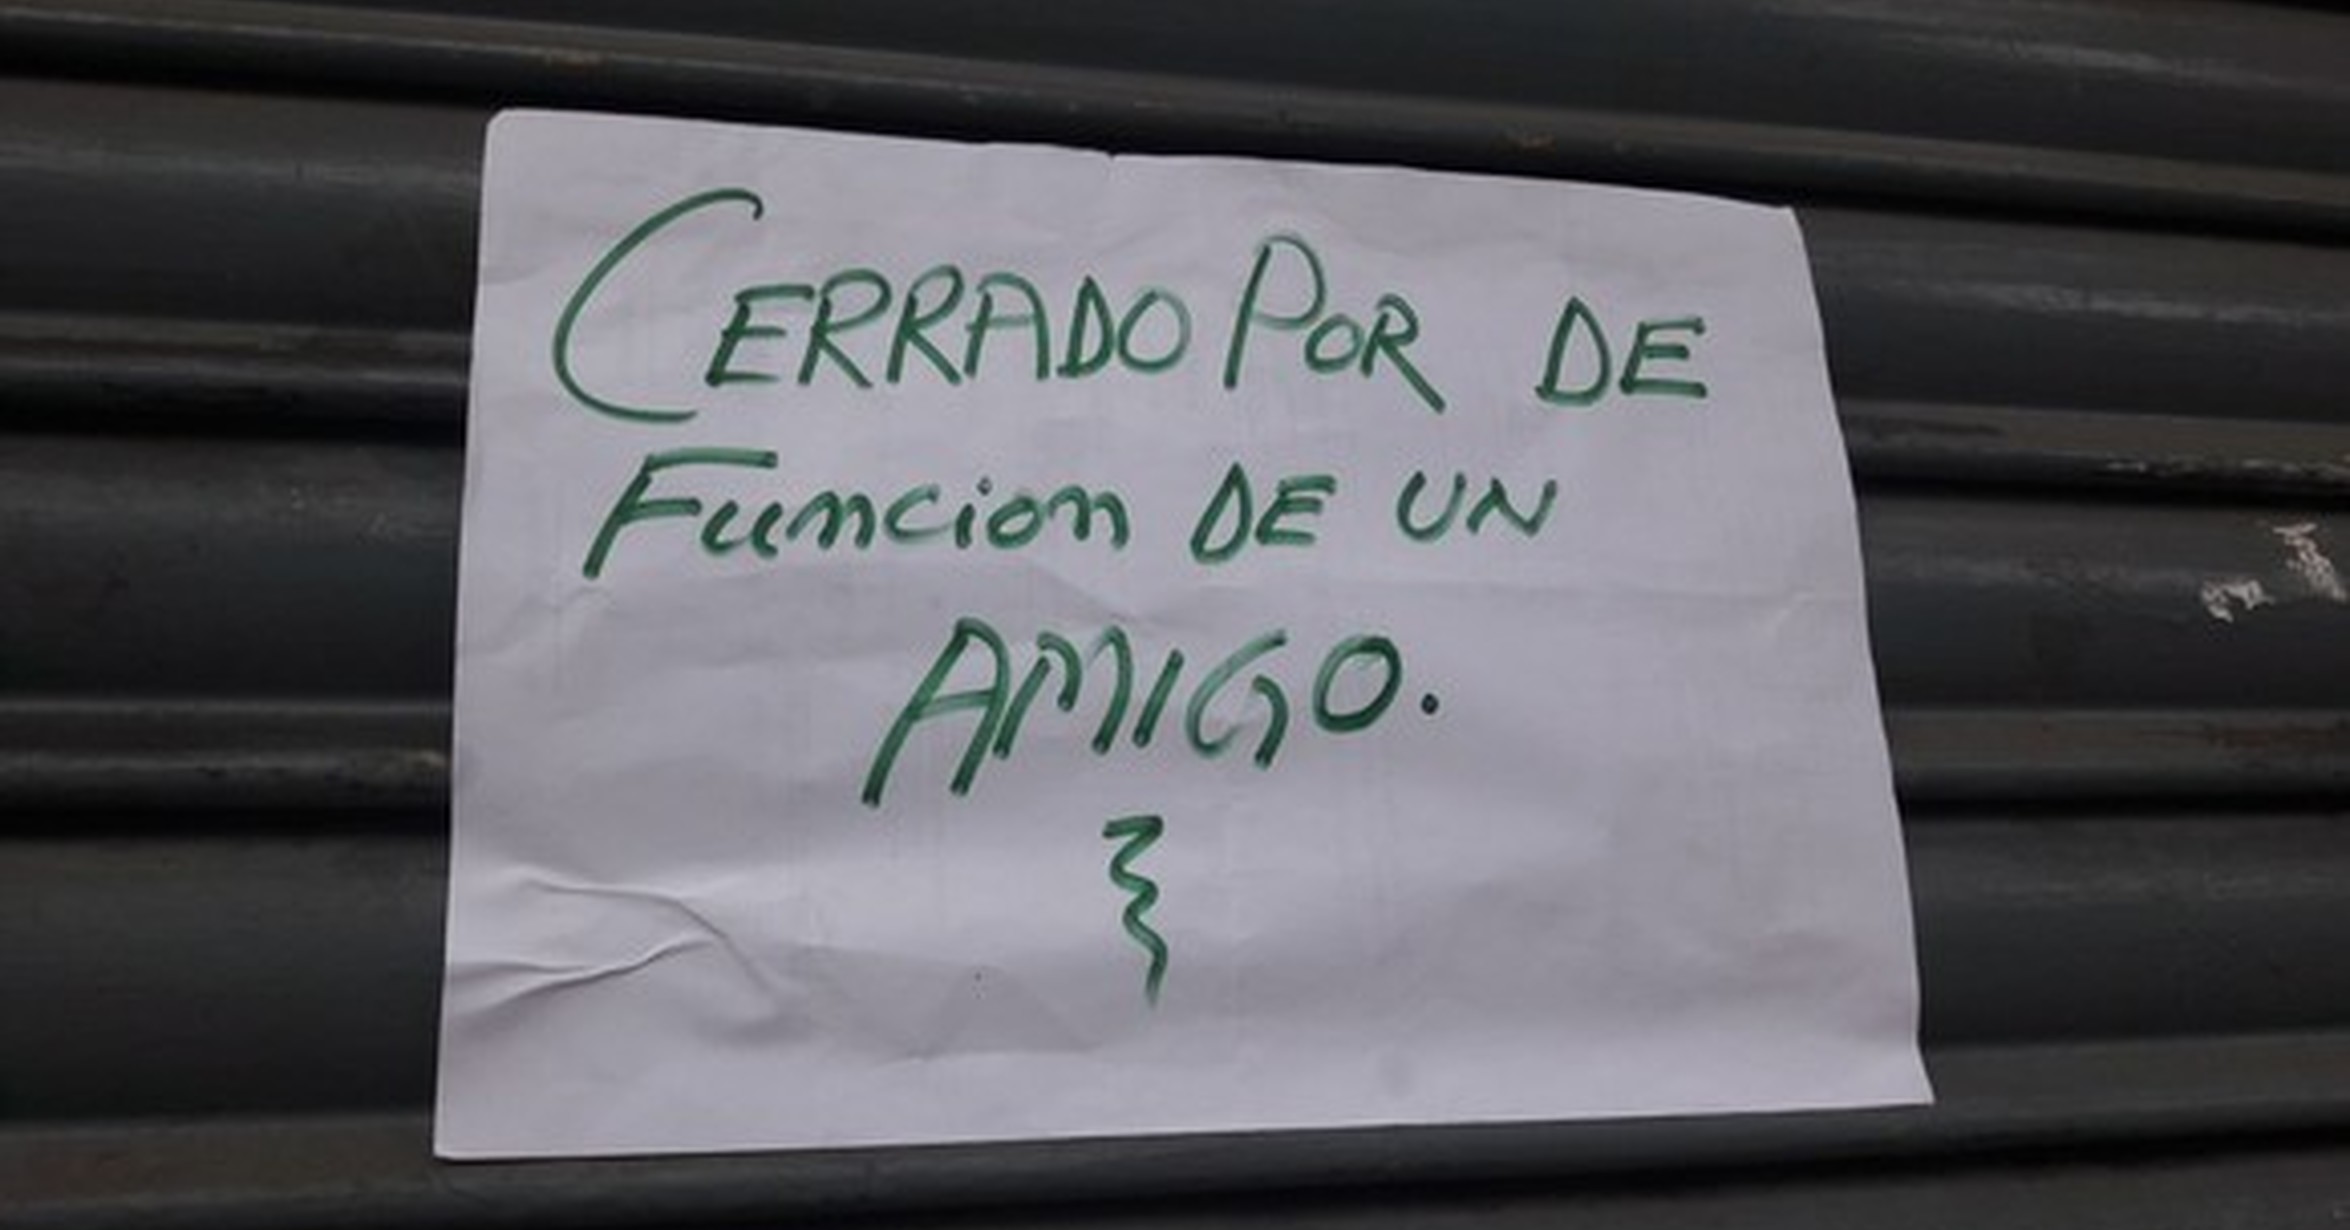 CERRADO POR DE
Funcion DE UN
AMIGO.